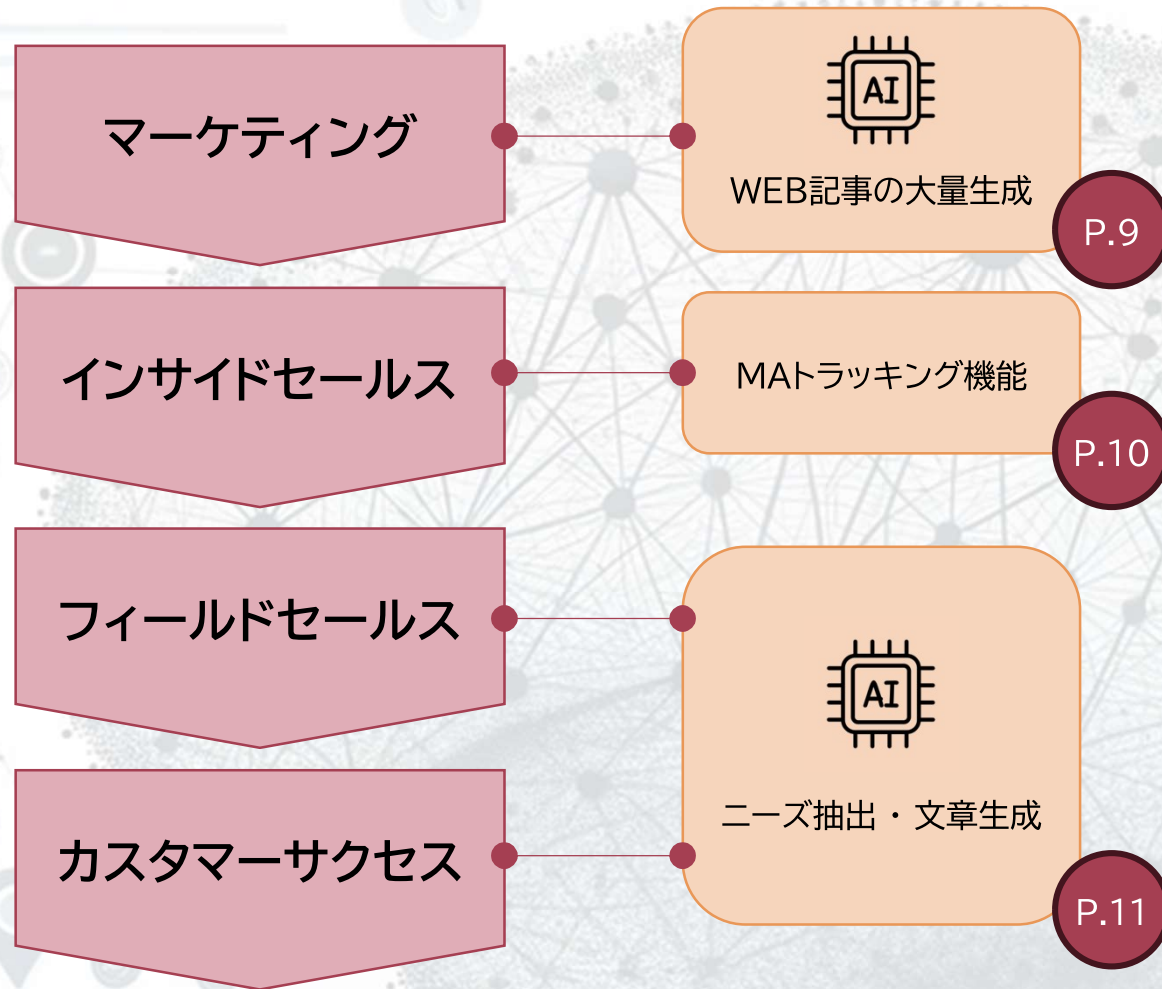 マーケティング
AI
WEB記事の大量生成
P.9
インサイドセールス
MAトラッキング機能
P.10
フィールドセールス
AI
ニーズ抽出・文章生成
カスタマーサクセス
P.11